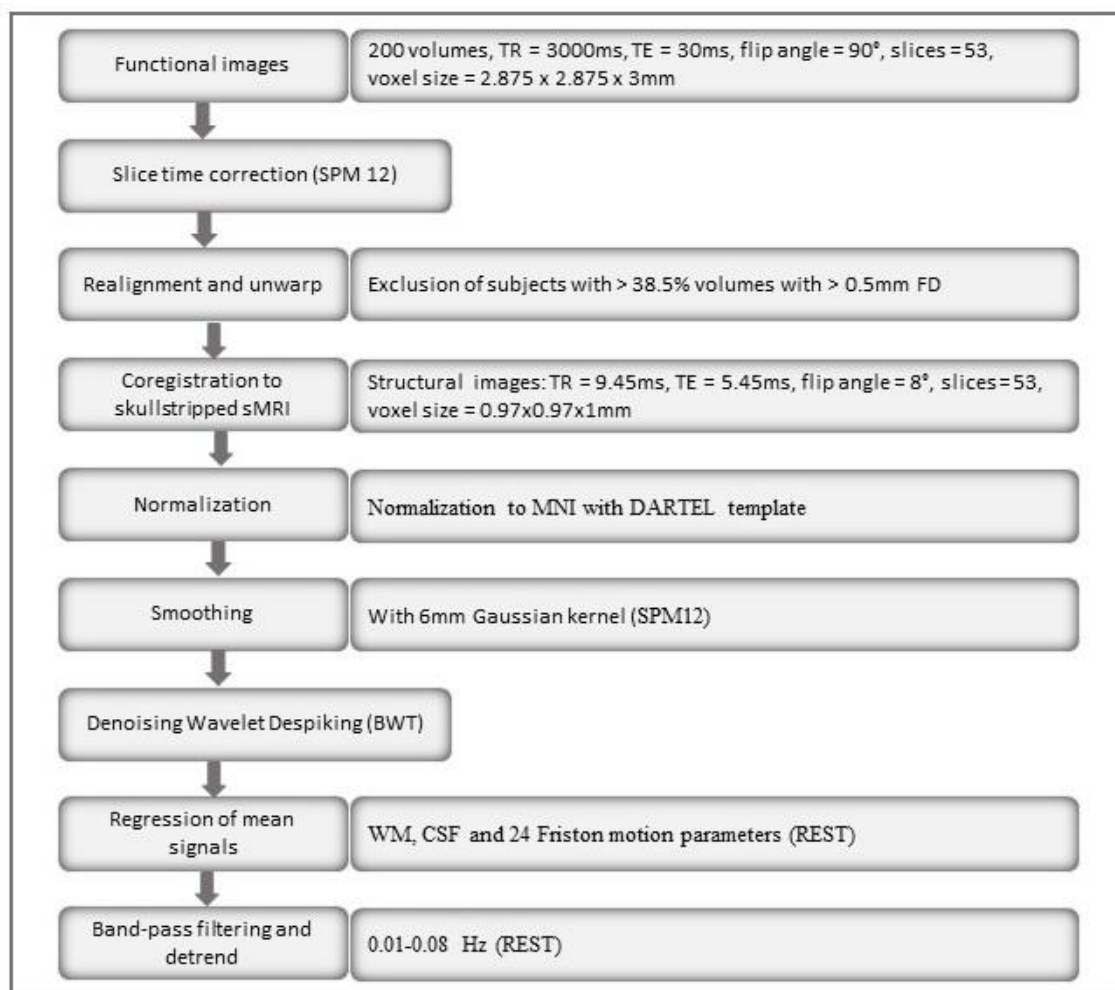 Functional images
200 volumes, TR = 3000ms, TE = 30ms, flip angle = 90°, slices = 53,
voxel size = 2.875 x 2.875 x 3mm
Slice time correction (SPM 12)
Realignment and unwarp
Exclusion of subjects with > 38.5% volumes with > 0.5mm FD
Coregistration to
skullstripped sMRI
Structural images: TR = 9.45ms, TE = 5.45ms, flip angle = 8°, slices = 53,
voxel size = 0.97x0.97x1mm
Normalization
Normalization to MNI with DARTEL template
Smoothing
With 6mm Gaussian kernel (SPM12)
Denoising Wavelet Despiking (BWT)
Regression of mean
signals
WM, CSF and 24 Friston motion parameters (REST)
Band-pass filtering and
detrend
0.01-0.08 Hz (REST)